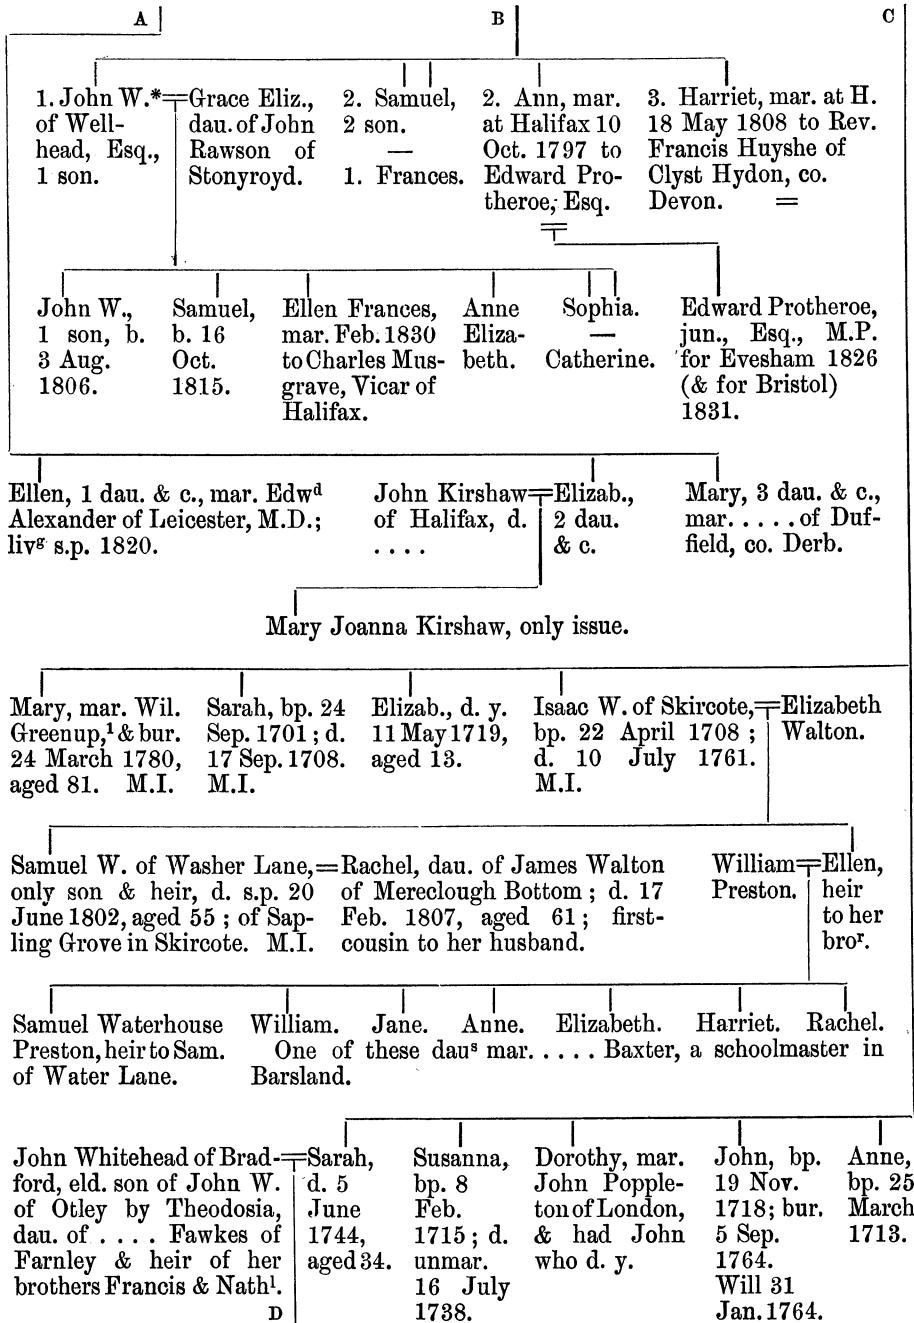 A B C
1. John W.*=Grace Eliz.,
of Well-
head, Esq.,
1 son.
dau. of John
Rawson of
Stonyroyd.
2. Samuel,
2 son.
—
1. Frances.
2. Ann, mar.
at Halifax 10
Oct. 1797 to
Edward Pro-
theroe, Esq.
=
3. Harriet, mar. at H.
18 May 1808 to Rev.
Francis Huyshe of
Clyst Hydon, co.
Devon. =
John W.,
1 son, b.
3 Aug.
1806.
Samuel,
b. 16
Oct.
1815.
Ellen Frances,
mar. Feb. 1830
to Charles Mus-
grave, Vicar of
Halifax.
Anne
Eliza-
beth.
Sophia.
—
Catherine.
Edward Protheroe,
jun., Esq., M.P.
for Evesham 1826
(& for Bristol)
1831.
Ellen, 1 dau. & c., mar. Edwᵈ
Alexander of Leicester, M.D.;
livᵍ s.p. 1820.
John Kirshaw=Elizab.,
of Halifax, d.
. . . .
2 dau.
& c.
Mary, 3 dau. & c.,
mar. . . . . of Duf-
field, co. Derb.
Mary Joanna Kirshaw, only issue.
Mary, mar. Wil.
Greenup,¹ & bur.
24 March 1780,
aged 81. M.I.
Sarah, bp. 24
Sep. 1701; d.
17 Sep. 1708.
M.I.
Elizab., d. y.
11 May 1719,
aged 13.
Isaac W. of Skircote,=Elizabeth
bp. 22 April 1708;
d. 10 July 1761.
M.I.
Walton.
Samuel W. of Washer Lane,=Rachel, dau. of James Walton
only son & heir, d. s.p. 20
June 1802, aged 55; of Sap-
ling Grove in Skircote. M.I.
of Mereclough Bottom; d. 17
Feb. 1807, aged 61; first-
cousin to her husband.
William=Ellen,
Preston.
heir
to her
broʳ.
Samuel Waterhouse
Preston, heir to Sam.
of Water Lane.
William. Jane. Anne. Elizabeth. Harriet. Rachel.
One of these dauˢ mar. . . . . Baxter, a schoolmaster in
Barsland.
John Whitehead of Brad-=Sarah,
ford, eld. son of John W.
of Otley by Theodosia,
dau. of . . . . Fawkes of
Farnley & heir of her
brothers Francis & Nathˡ.
D
d. 5
June
1744,
aged 34.
Susanna,
bp. 8
Feb.
1715; d.
unmar.
16 July
1738.
Dorothy, mar.
John Popple-
ton of London,
& had John
who d. y.
John, bp.
19 Nov.
1718; bur.
5 Sep.
1764.
Will 31
Jan. 1764.
Anne,
bp. 25
March
1713.